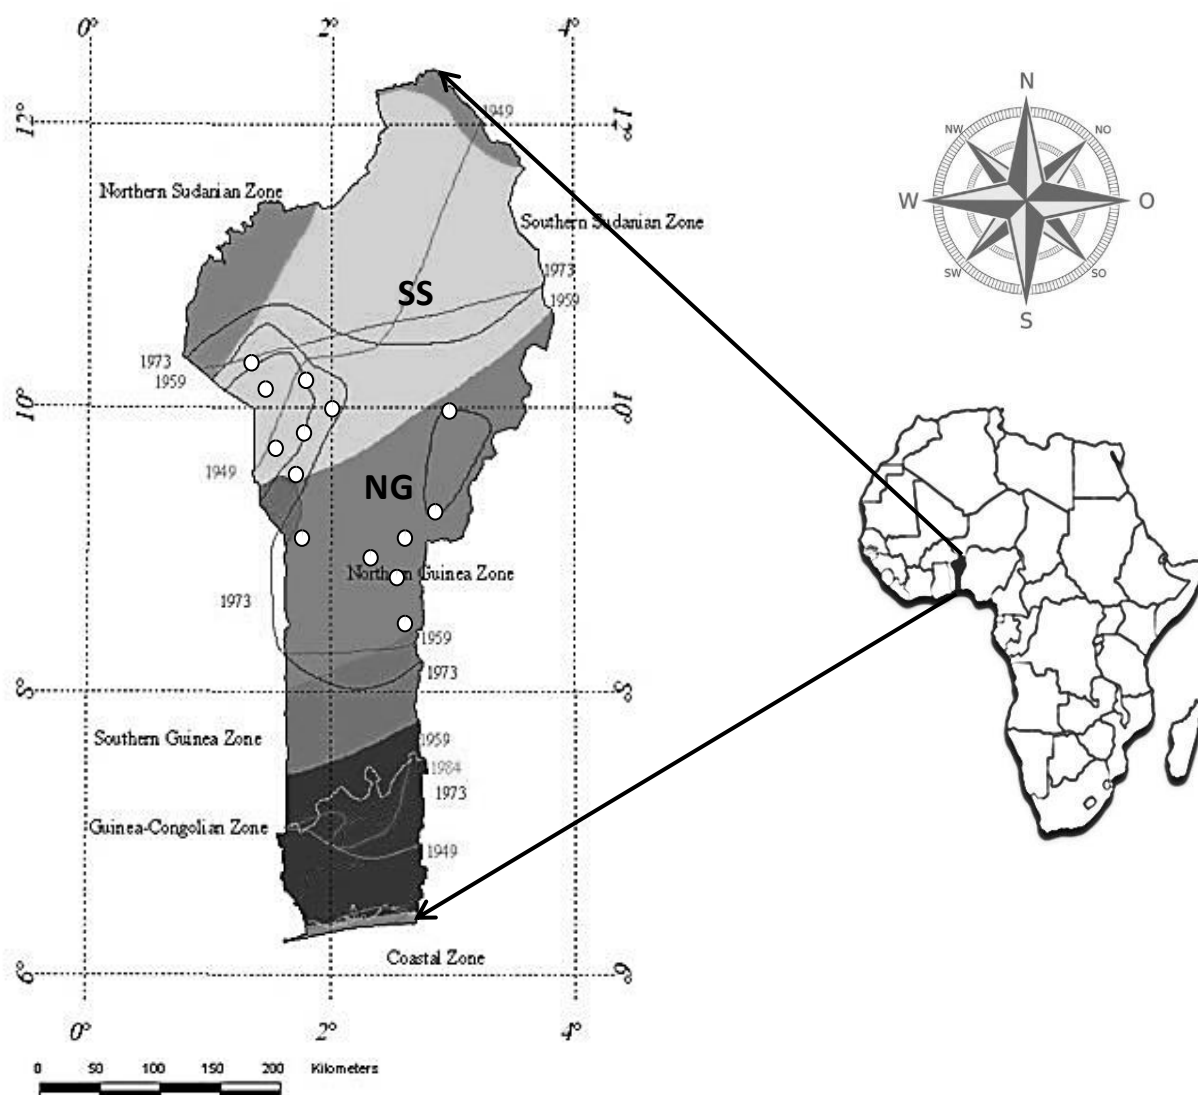 0° 2° 4°
N
NW NO
W O
SW SO
S
12° 12°
1949
Northern Sudanian Zone
Southern Sudanian Zone
1973
SS
1959
1973
1959
10° 10°
1949
NG
Northern Guinea Zone
1973
1959
1973
8° 8°
Southern Guinea Zone
1959
1984
1973
Guinea-Congolian Zone
1949
Coastal Zone
6° 6°
0° 2° 4°
0 50 100 150 200 Kilometers